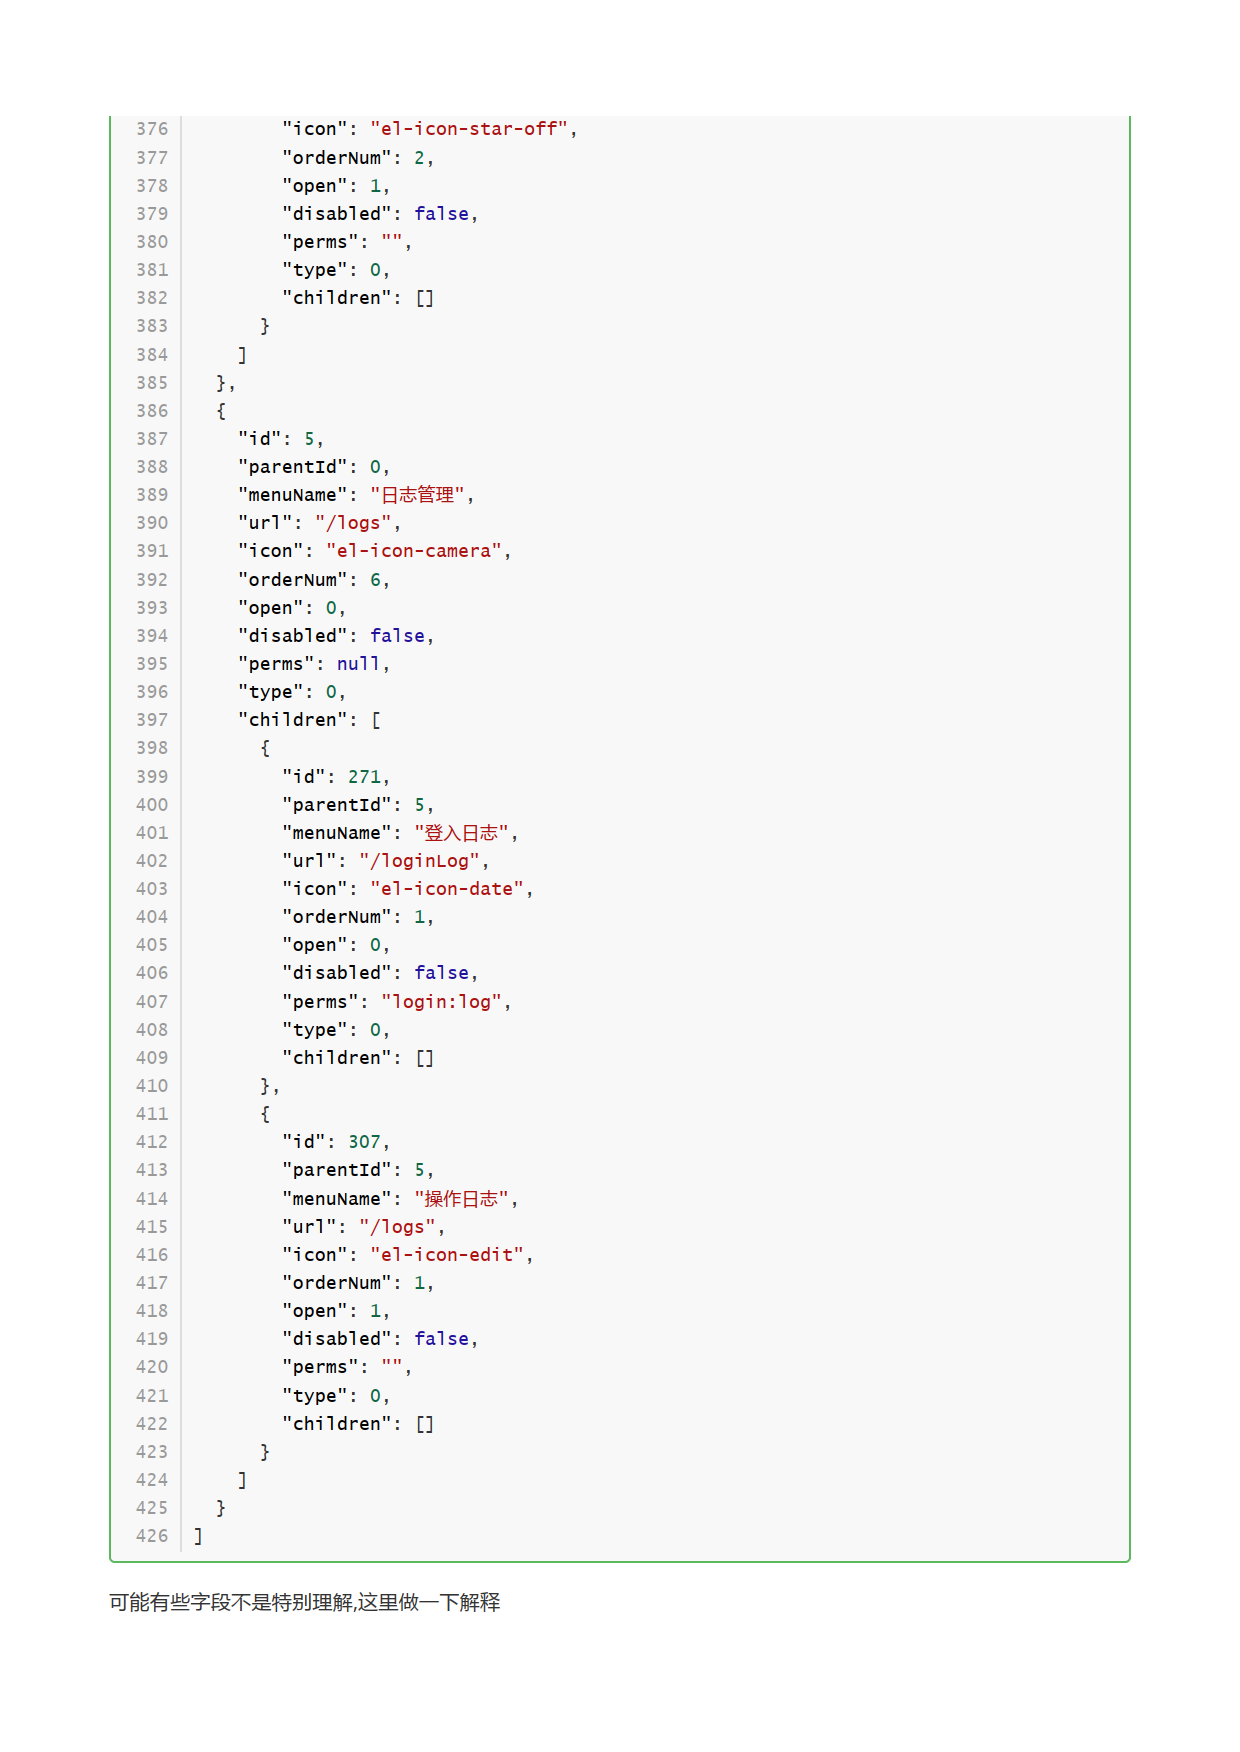 376 "icon": "el-icon-star-off",
377 "orderNum": 2,
378 "open": 1,
379 "disabled": false,
380 "perms": "",
381 "type": 0,
382 "children": []
383 }
384 ]
385 },
386 {
387 "id": 5,
388 "parentId": 0,
389 "menuName": "日志管理",
390 "url": "/logs",
391 "icon": "el-icon-camera",
392 "orderNum": 6,
393 "open": 0,
394 "disabled": false,
395 "perms": null,
396 "type": 0,
397 "children": [
398 {
399 "id": 271,
400 "parentId": 5,
401 "menuName": "登入日志",
402 "url": "/loginLog",
403 "icon": "el-icon-date",
404 "orderNum": 1,
405 "open": 0,
406 "disabled": false,
407 "perms": "login:log",
408 "type": 0,
409 "children": []
410 },
411 {
412 "id": 307,
413 "parentId": 5,
414 "menuName": "操作日志",
415 "url": "/logs",
416 "icon": "el-icon-edit",
417 "orderNum": 1,
418 "open": 1,
419 "disabled": false,
420 "perms": "",
421 "type": 0,
422 "children": []
423 }
424 ]
425 }
426 ]
可能有些字段不是特别理解,这里做一下解释